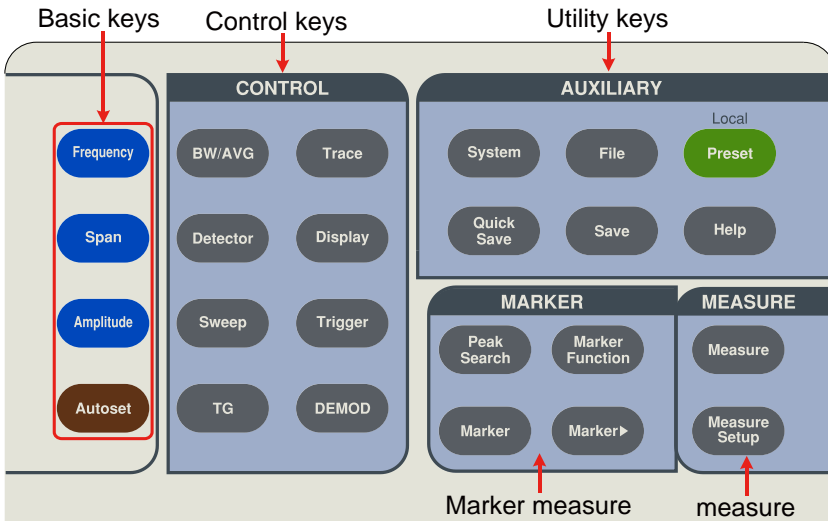 Basic keys
Control keys
Utility keys
CONTROL
AUXILIARY
Local
Frequency
BW/AVG
Trace
System
File
Preset
Span
Detector
Display
Quick
Save
Save
Help
MARKER
MEASURE
Amplitude
Sweep
Trigger
Peak
Search
Marker
Function
Measure
Autoset
TG
DEMOD
Marker
Marker▶
Measure
Setup
Marker measure
measure